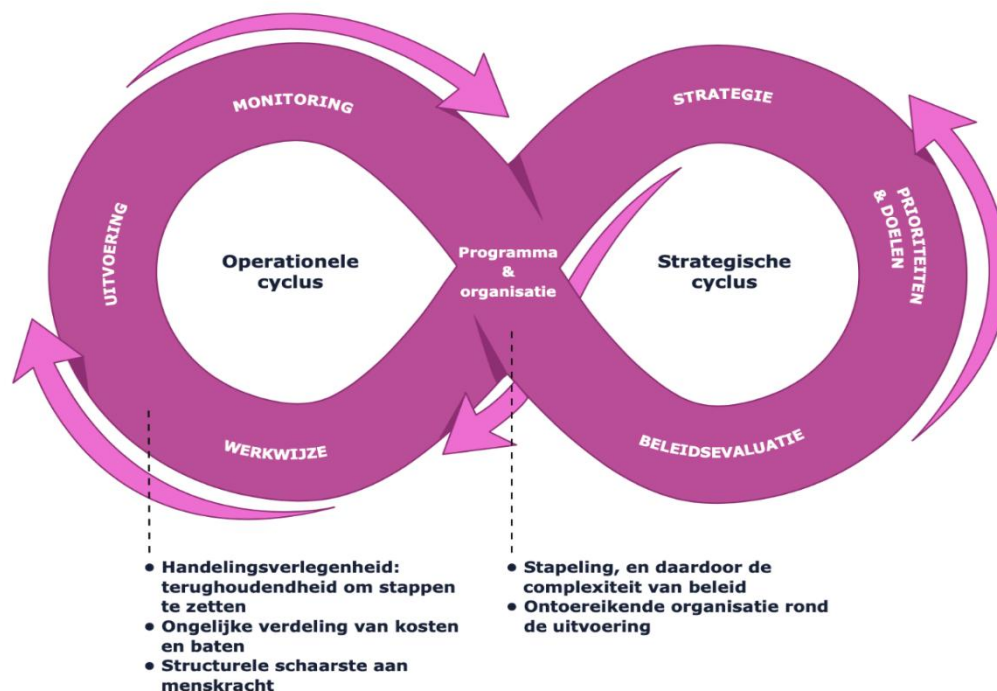 MONITORING
STRATEGIE
UITVOERING
Operationele
cyclus
Programma
&
organisatie
Strategische
cyclus
PRIORITEITEN
& DOELEN
WERKWIJZE
BELEIDSEVALUATIE
• Handelingsverlegenheid:
terughoudendheid om stappen
te zetten
• Ongelijke verdeling van kosten
en baten
• Structurele schaarste aan
menskracht
• Stapeling, en daardoor de
complexiteit van beleid
• Ontoereikende organisatie rond
de uitvoering